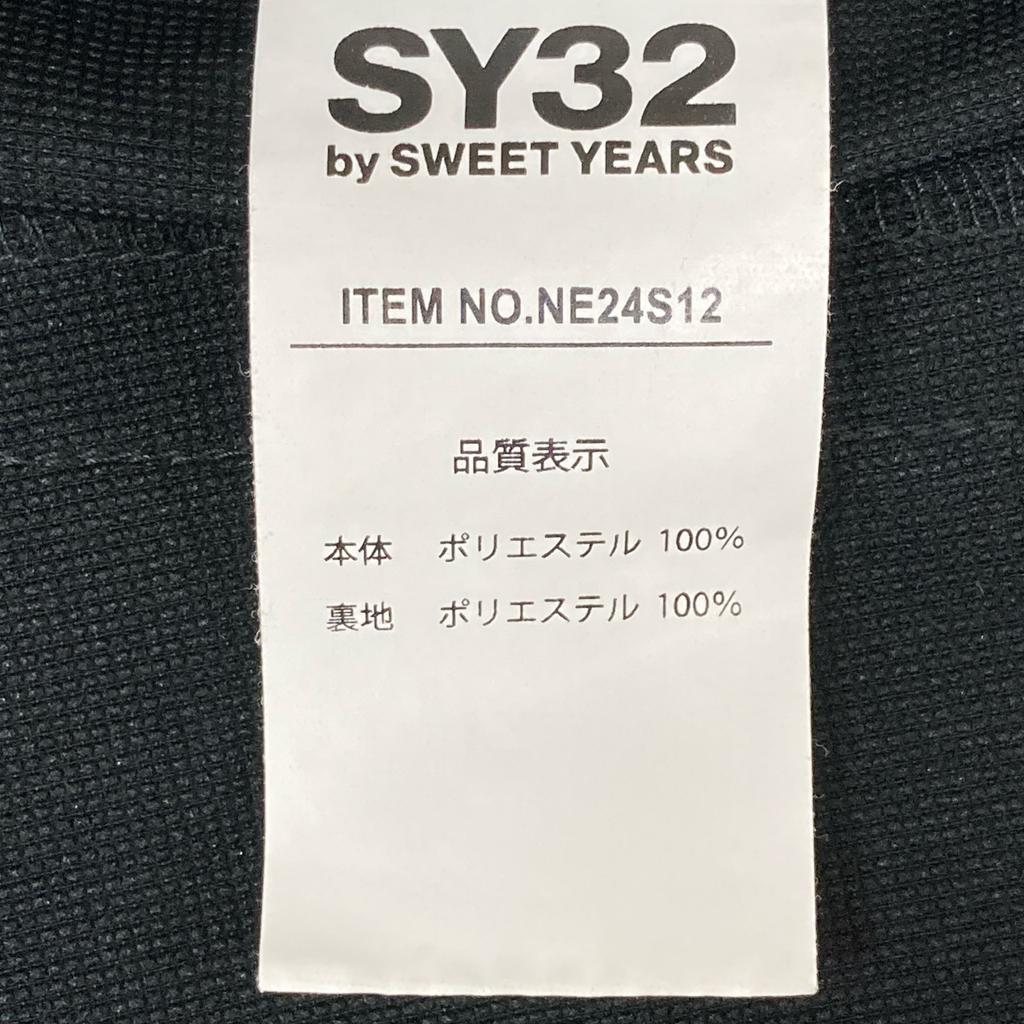 SY32
by SWEET YEARS
ITEM NO.NE24S12
品質表示
本体 ポリエステル 100%
裏地 ポリエステル 100%